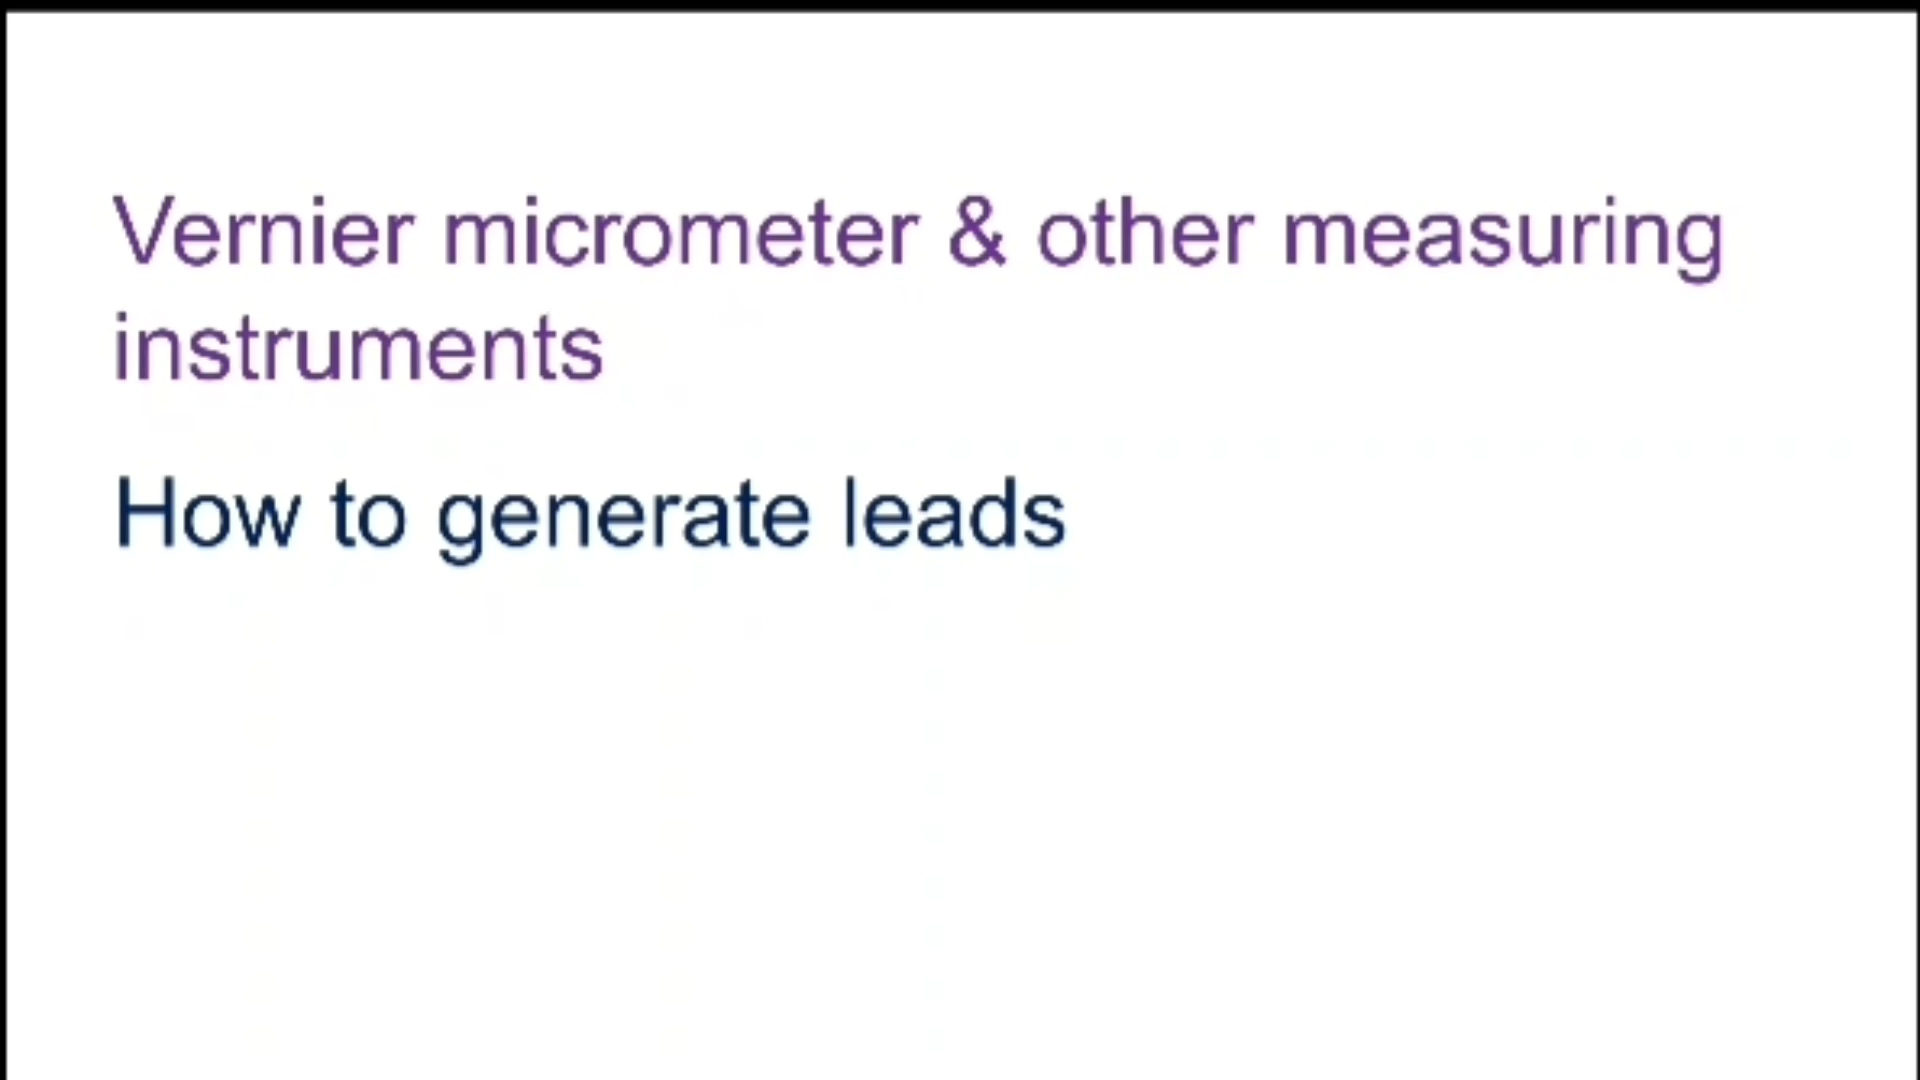 Vernier micrometer & other measuring
instruments
How to generate leads